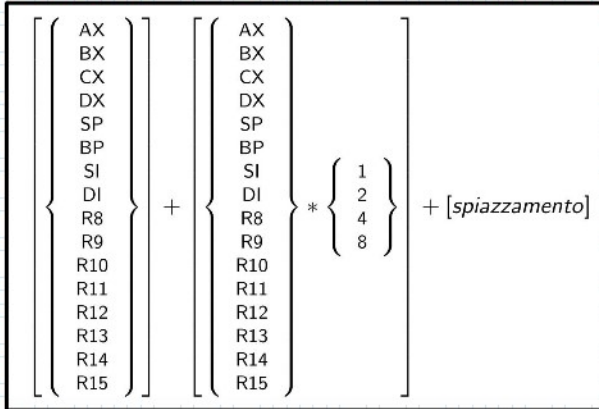 AX AX
BX BX
CX CX
DX DX
SP SP
BP BP
SI SI 1
DI DI 2
+ * + [spiazzamento]
R8 R8 4
R9 R9 8
R10 R10
R11 R11
R12 R12
R13 R13
R14 R14
R15 R15